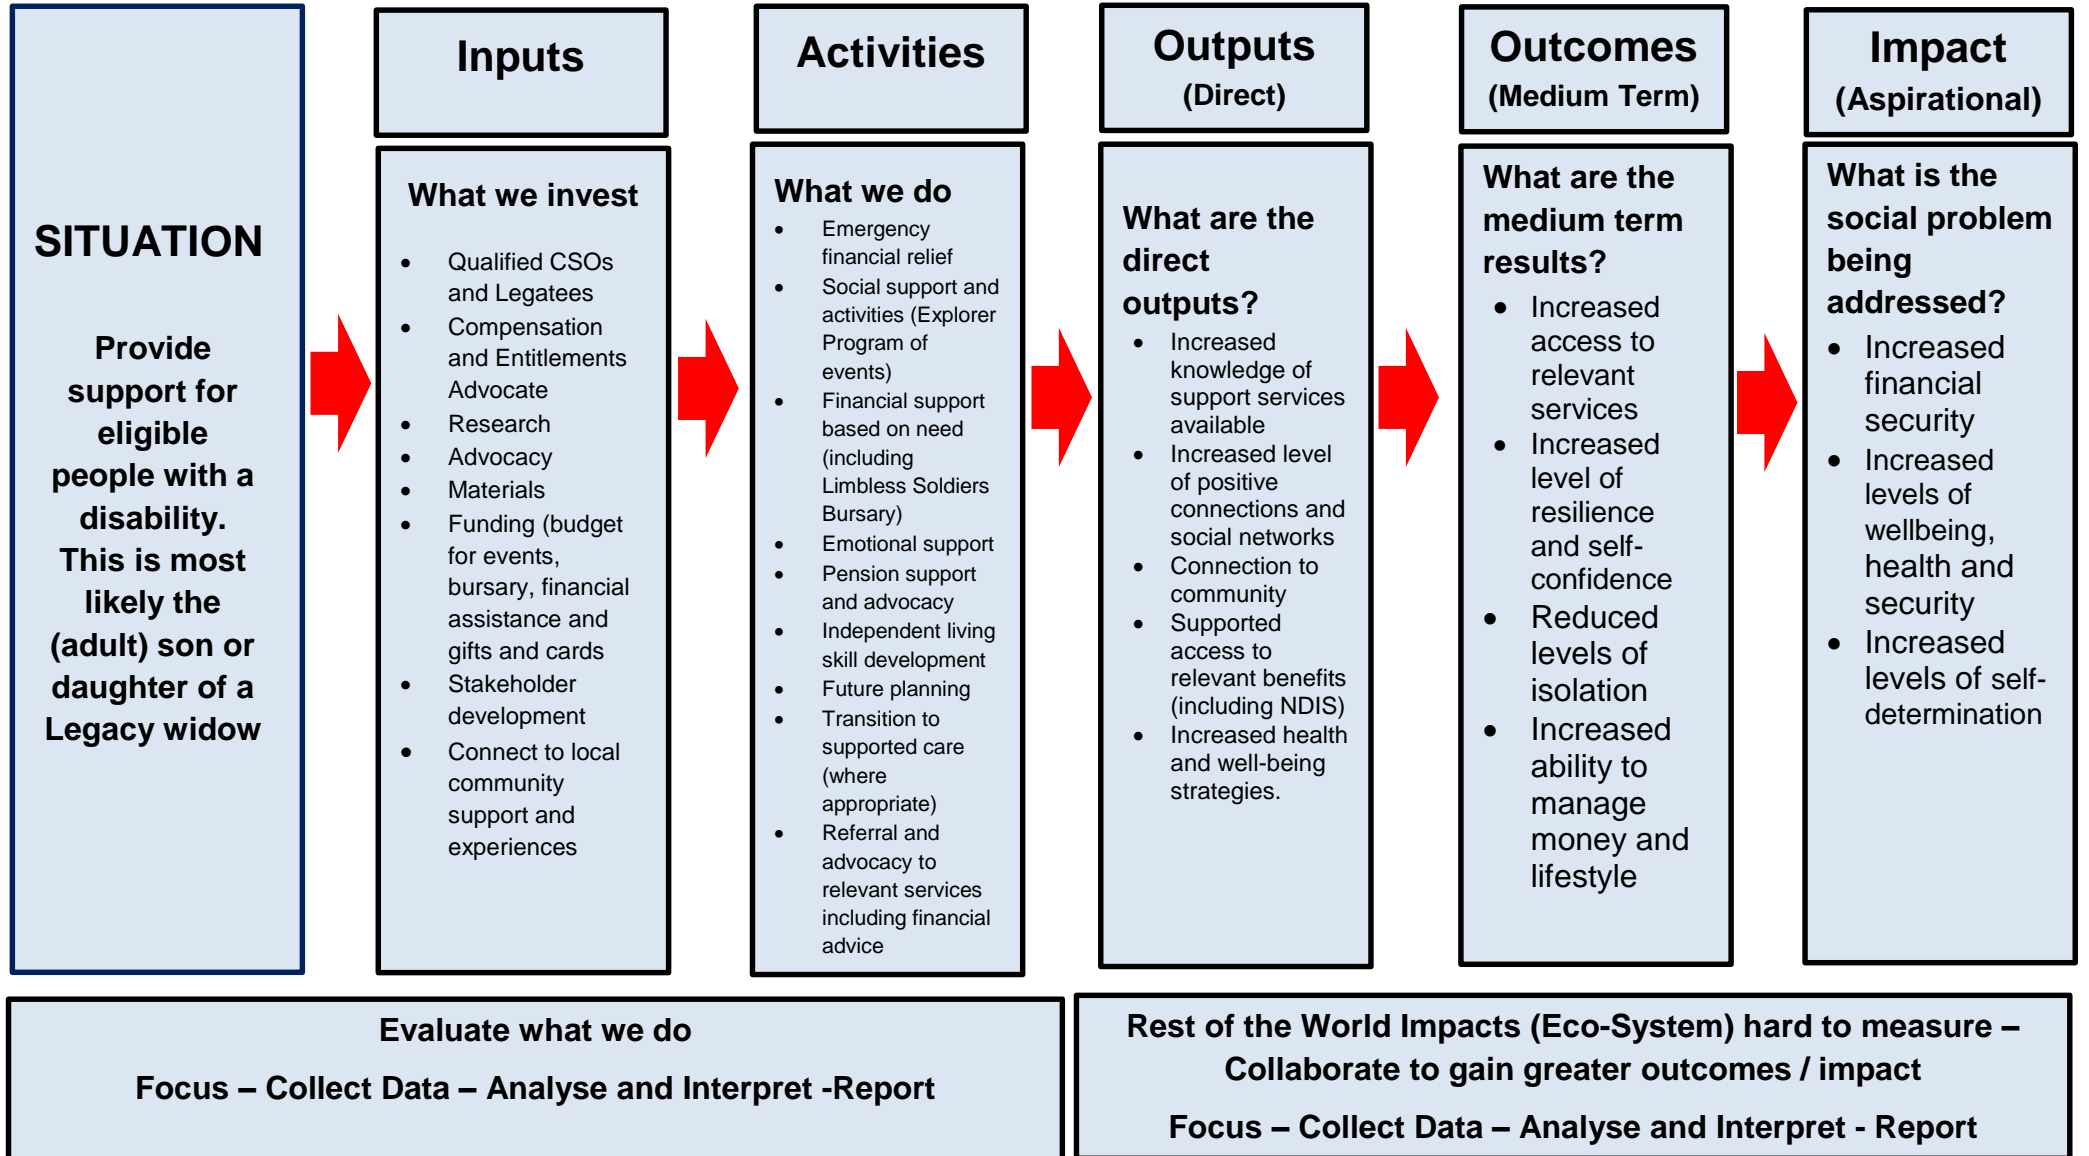 SITUATION
Provide
support for
eligible
people with a
disability.
This is most
likely the
(adult) son or
daughter of a
Legacy widow
Inputs
What we invest
• Qualified CSOs
and Legatees
• Compensation
and Entitlements
Advocate
• Research
• Advocacy
• Materials
• Funding (budget
for events,
bursary, financial
assistance and
gifts and cards
• Stakeholder
development
• Connect to local
community
support and
experiences
Activities
What we do
• Emergency
financial relief
• Social support and
activities (Explorer
Program of
events)
• Financial support
based on need
(including
Limbless Soldiers
Bursary)
• Emotional support
• Pension support
and advocacy
• Independent living
skill development
• Future planning
• Transition to
supported care
(where
appropriate)
• Referral and
advocacy to
relevant services
including financial
advice
Outputs
(Direct)
What are the
direct
outputs?
• Increased
knowledge of
support services
available
• Increased level
of positive
connections and
social networks
• Connection to
community
• Supported
access to
relevant benefits
(including NDIS)
• Increased health
and well-being
strategies.
Outcomes
(Medium Term)
What are the
medium term
results?
• Increased
access to
relevant
services
• Increased
level of
resilience
and self-
confidence
• Reduced
levels of
isolation
• Increased
ability to
manage
money and
lifestyle
Impact
(Aspirational)
What is the
social problem
being
addressed?
• Increased
financial
security
• Increased
levels of
wellbeing,
health and
security
• Increased
levels of self-
determination
Evaluate what we do
Focus – Collect Data – Analyse and Interpret -Report
Rest of the World Impacts (Eco-System) hard to measure –
Collaborate to gain greater outcomes / impact
Focus – Collect Data – Analyse and Interpret - Report